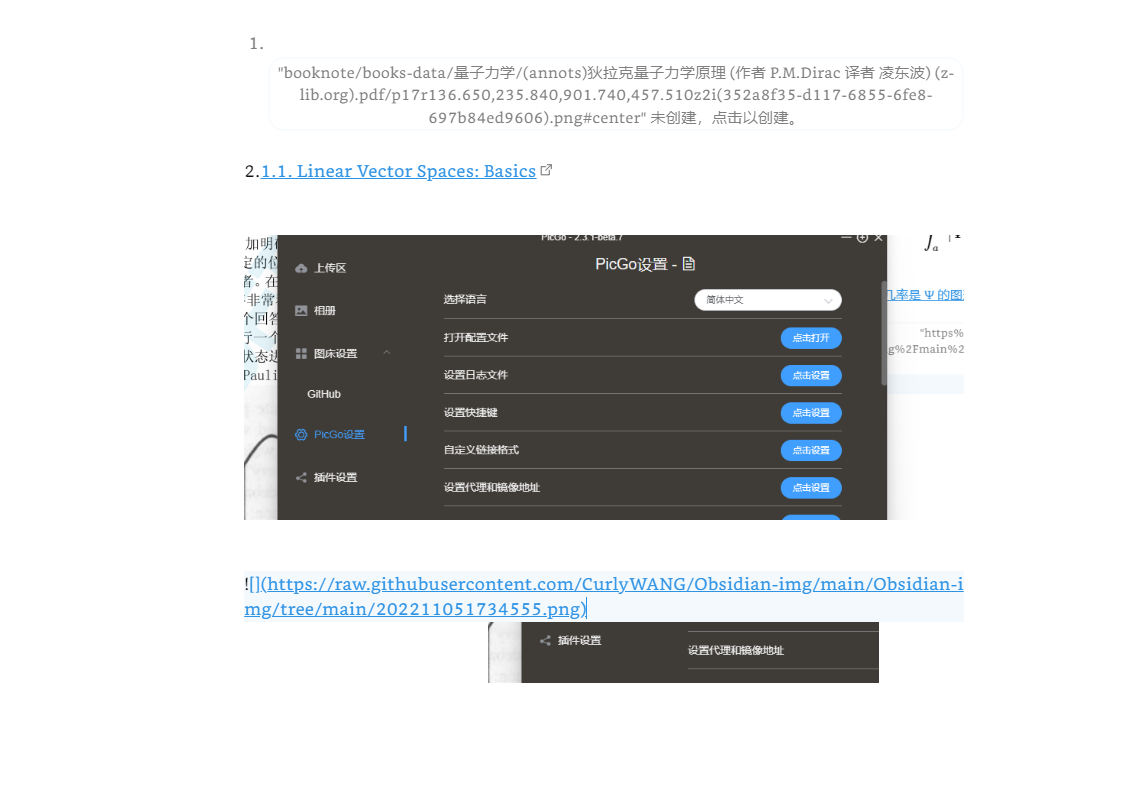 1.
"booknote/books-data/量子力学/(annots)狄拉克量子力学原理 (作者 P.M.Dirac 译者 凌东波) (z-
lib.org).pdf/p17r136.650,235.840,901.740,457.510z2i(352a8f35-d117-6855-6fe8-
697b84ed9606).png#center" 未创建，点击以创建。
2.1.1. Linear Vector Spaces: Basics
PicGo - 2.3.1-beta.7
加明
定的位
者。在
非常
个回答
行一个
状态进
Pauli
上传区
相册
图床设置
GitHub
PicGo设置
插件设置
PicGo设置 -
选择语言
简体中文
打开配置文件
点击打开
设置日志文件
点击设置
设置快捷键
点击设置
自定义链接格式
点击设置
设置代理和镜像地址
点击设置
∫a
几率是 Ψ 的图
"https%
g%2Fmain%2
![](https://raw.githubusercontent.com/CurlyWANG/Obsidian-img/main/Obsidian-i
mg/tree/main/202211051734555.png)
插件设置
设置代理和镜像地址